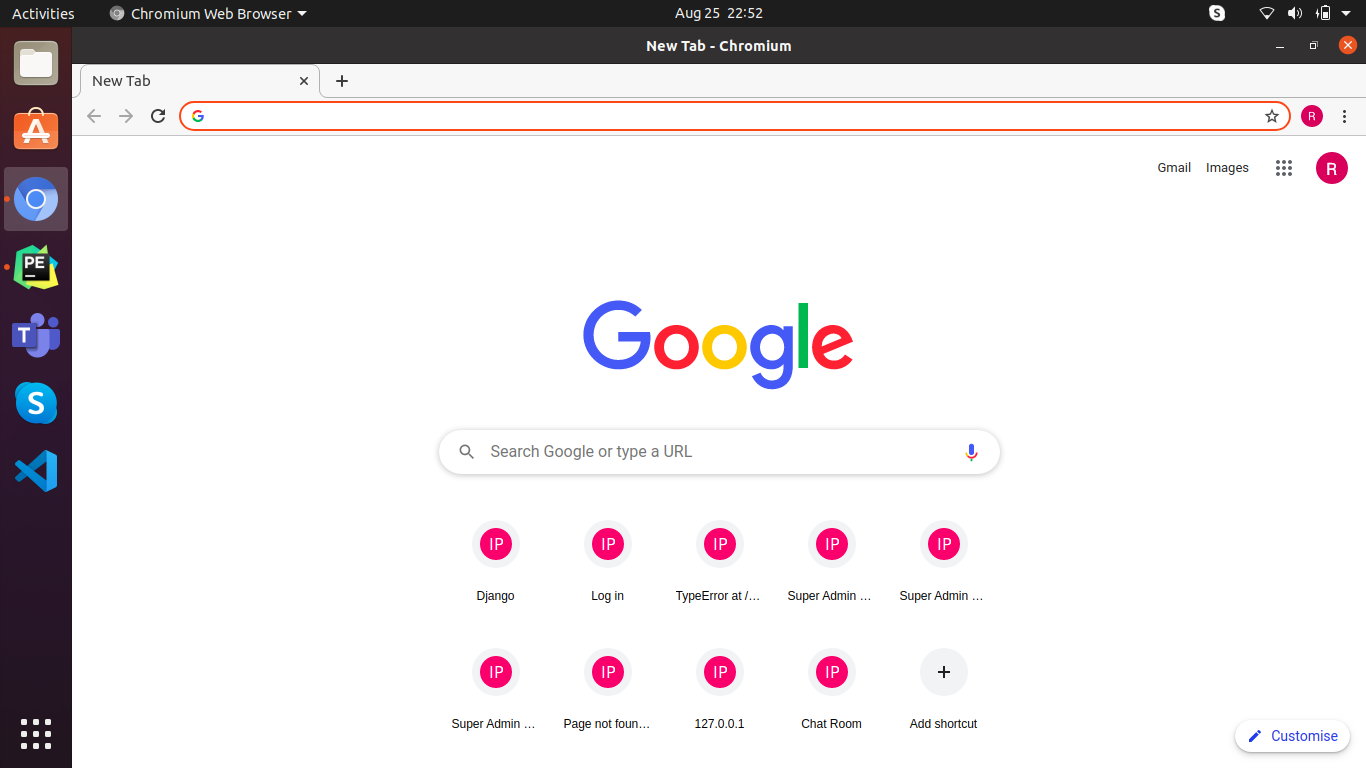 Activities
Chromium Web Browser
Aug 25 22:52
S
New Tab - Chromium
New Tab
R
Gmail
Images
R
Google
Search Google or type a URL
PE
T
S
IP
IP
IP
IP
IP
Django
Log in
TypeError at /…
Super Admin …
Super Admin …
IP
IP
IP
IP
Super Admin …
Page not foun…
127.0.0.1
Chat Room
Add shortcut
Customise